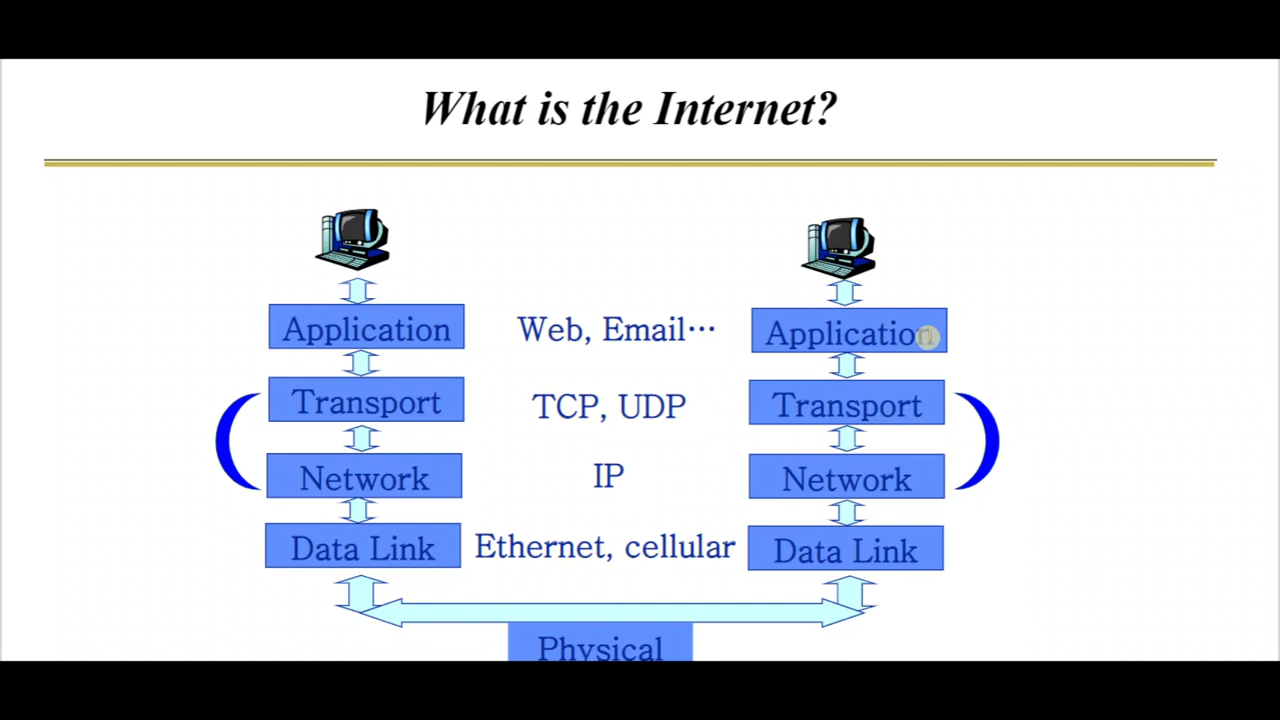 What is the Internet?
Application Web, Email… Application
Transport TCP, UDP Transport
Network IP Network
Data Link Ethernet, cellular Data Link
Physical